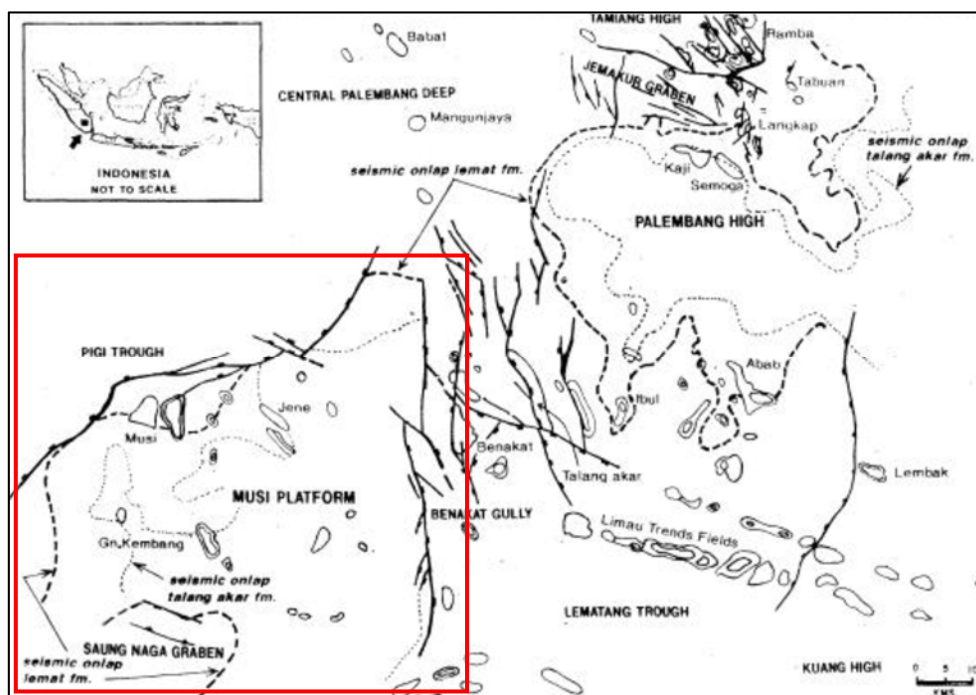 TAMIANG HIGH
Ramba
Babat
JEMAKUR GRABEN
Tabuan
CENTRAL PALEMBANG DEEP
Mangunjaya
Langkap
seismic onlap
talang akar fm.
INDONESIA
NOT TO SCALE
seismic onlap lemat fm.
Kaji
Semoga
PALEMBANG HIGH
PIGI TROUGH
Abab
Jene
Ibul
Musi
Benakat
Talang akar
Lembak
MUSI PLATFORM
BENAKAT GULLY
Limau Trends Fields
Gn.Kembang
seismic onlap
talang akar fm.
LEMATANG TROUGH
SAUNG NAGA GRABEN
seismic onlap
lemat fm.
KUANG HIGH
0 5 10
KMS